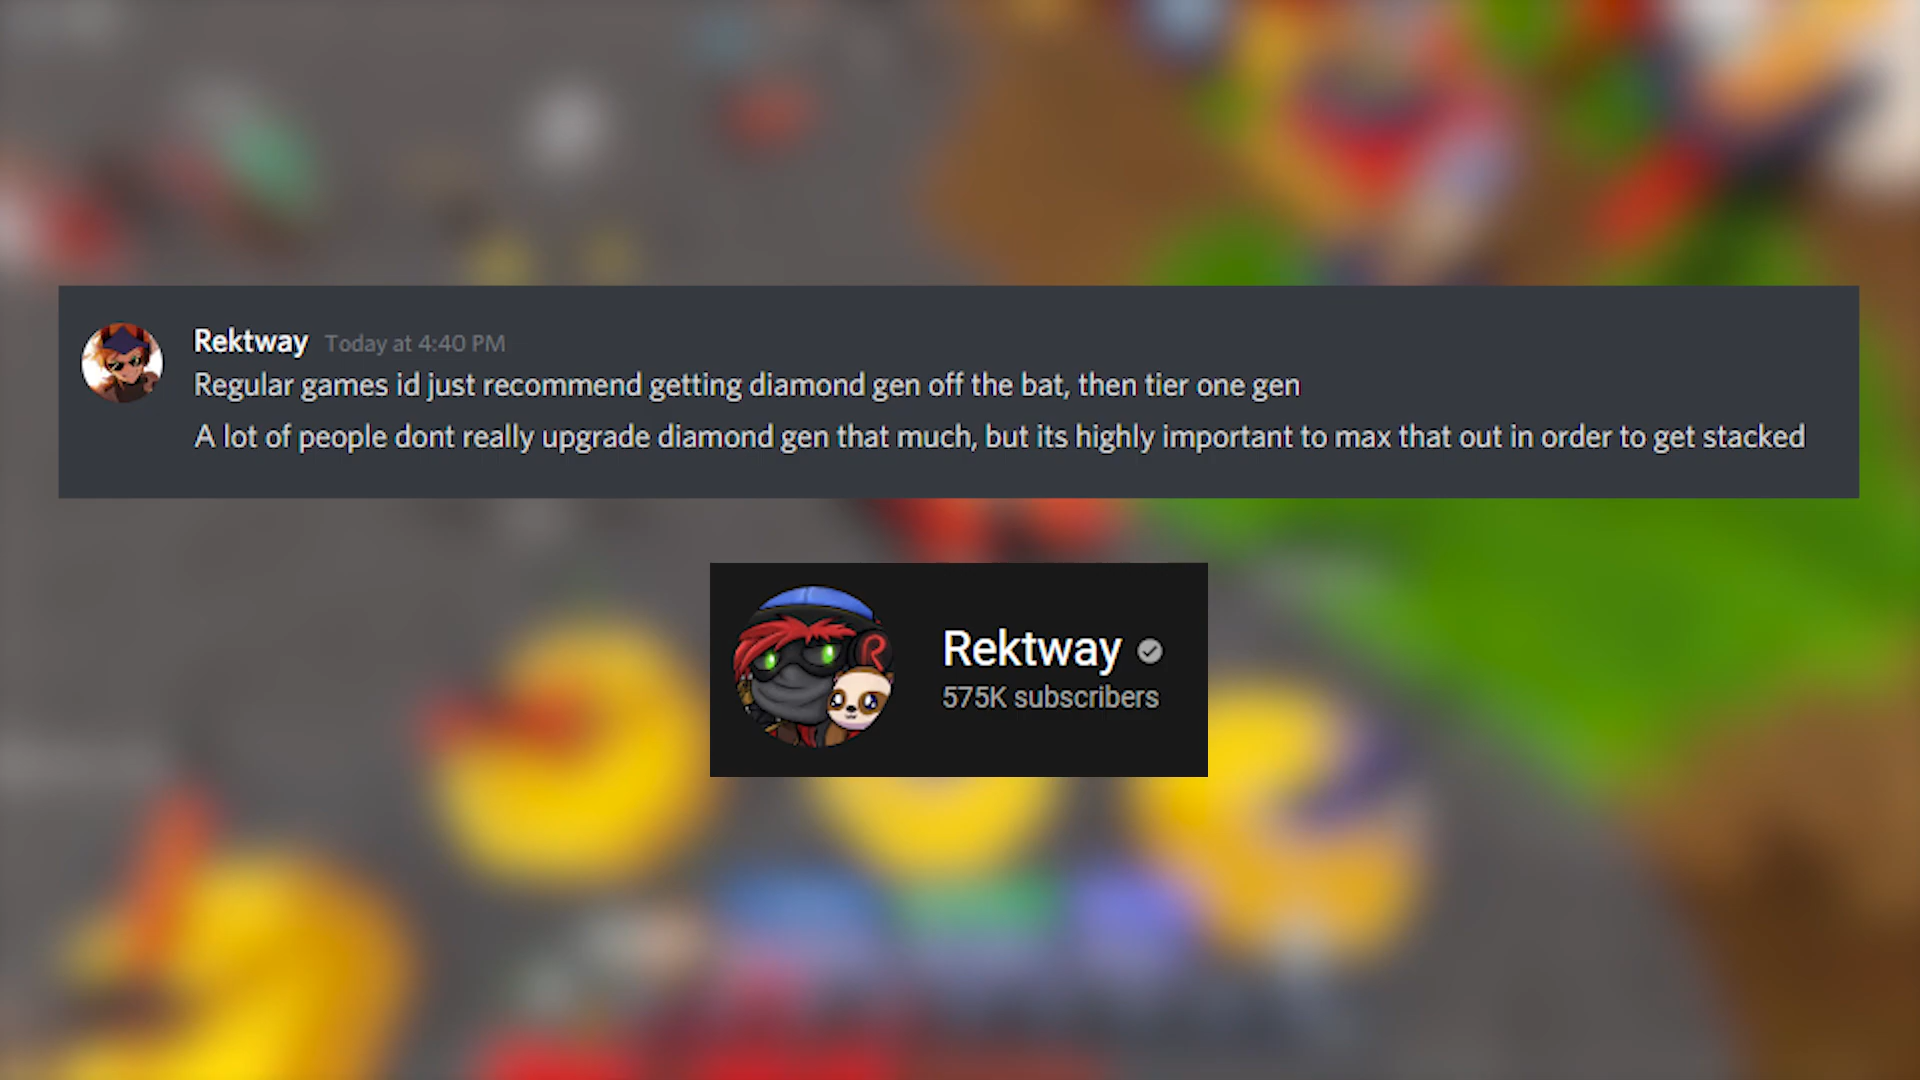 Rektway Today at 4:40 PM
Regular games id just recommend getting diamond gen off the bat, then tier one gen
A lot of people dont really upgrade diamond gen that much, but its highly important to max that out in order to get stacked
R
Rektway
575K subscribers